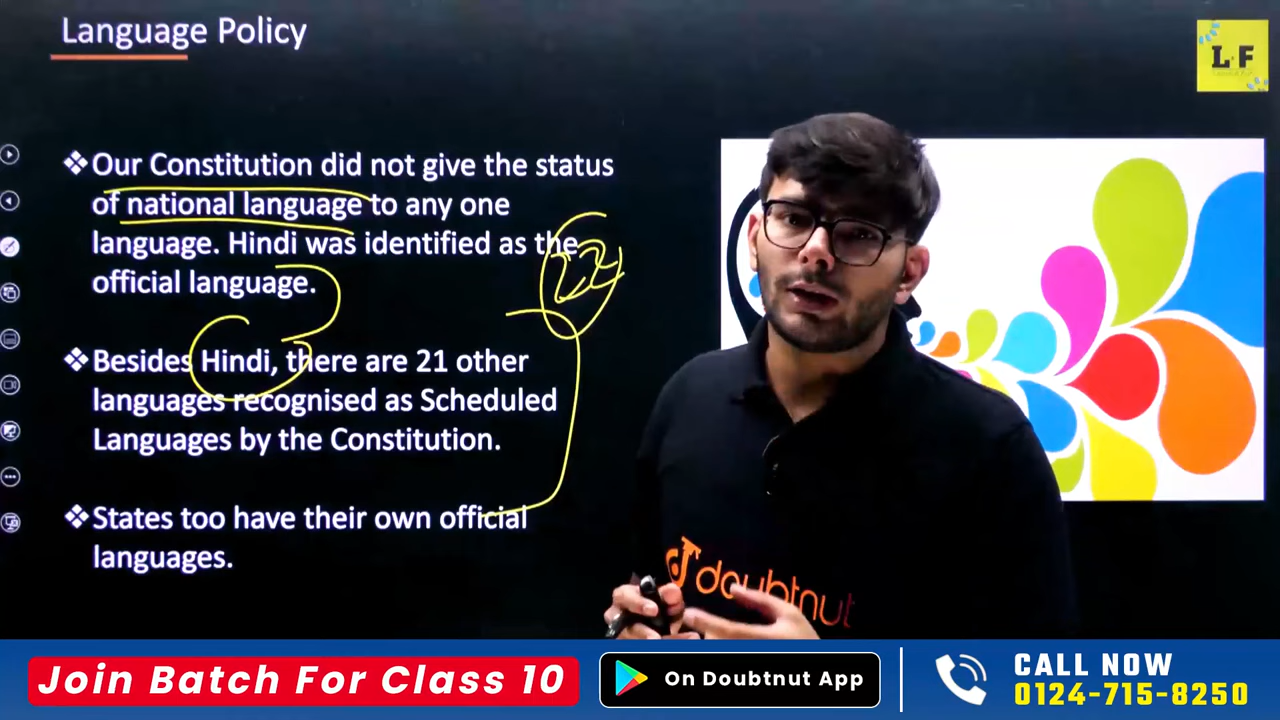 Language Policy
L.F
❖Our Constitution did not give the status
of national language to any one
language. Hindi was identified as the
official language.
22
❖Besides Hindi, there are 21 other
languages recognised as Scheduled
Languages by the Constitution.
❖States too have their own official
languages.
doubtnut
Join Batch For Class 10
On Doubtnut App
CALL NOW
0124-715-8250